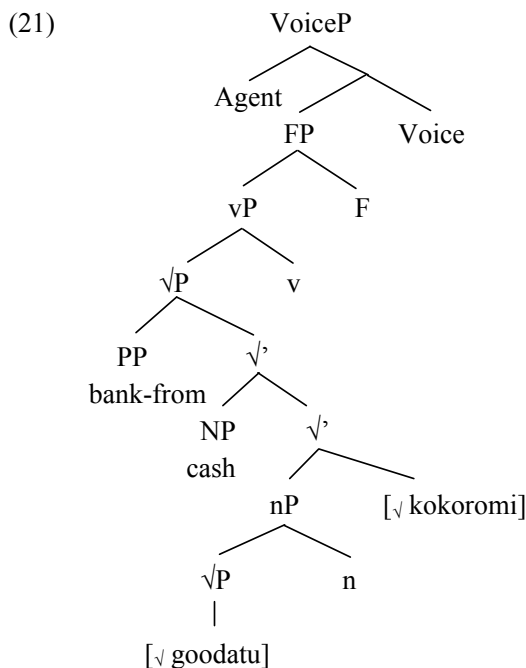 (21) VoiceP
Agent
FP Voice
vP F
√P v
PP √’
bank-from
NP √’
cash
nP [√ kokoromi]
√P n
[√ goodatu]